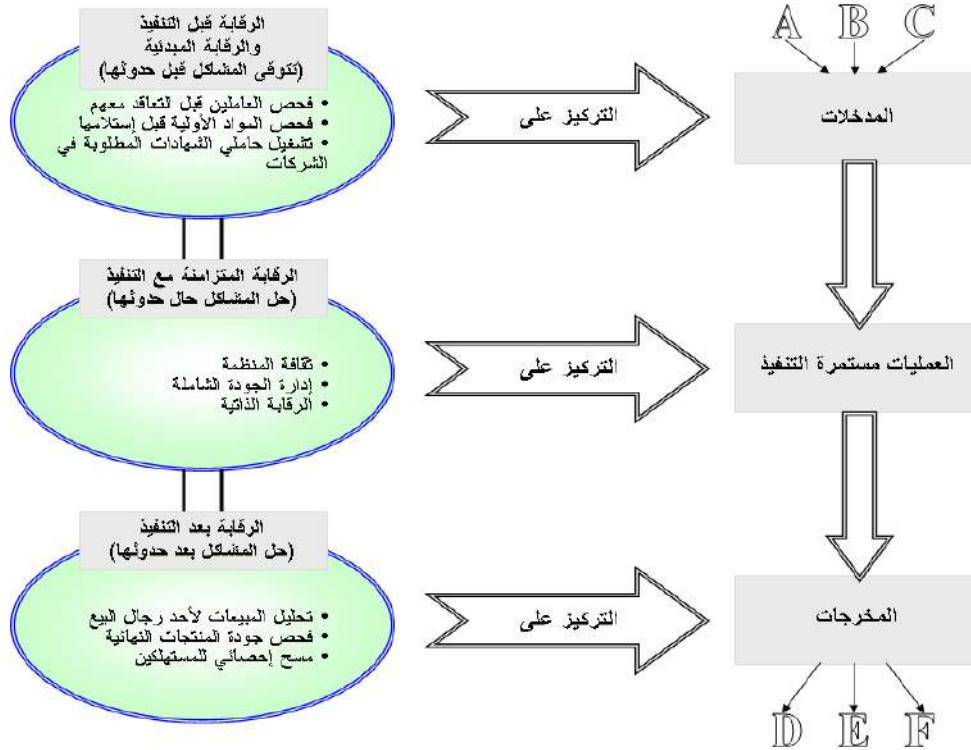 الرقابة قبل التنفيذ
والرقابة المبدئية
(تتوقى المشاكل قبل حدوثها)
• فحص العاملين قبل التعاقد معهم
• فحص المواد الأولية قبل إستلامها
• تشغيل حاملي الشهادات المطلوبة في
الشركات
التركيز على
A B C
المدخلات
الرقابة المتزامنة مع التنفيذ
(حل المشاكل حال حدوثها)
• ثقافة المنظمة
• إدارة الجودة الشاملة
• الرقابة الذاتية
التركيز على
العمليات مستمرة التنفيذ
الرقابة بعد التنفيذ
(حل المشاكل بعد حدوثها)
• تحليل المبيعات لأحد رجال البيع
• فحص جودة المنتجات النهائية
• مسح إحصائي للمستهلكين
التركيز على
المخرجات
D E F